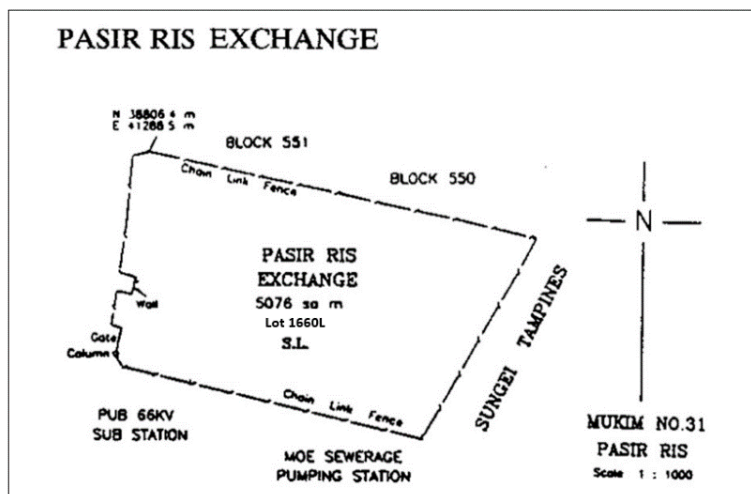 PASIR RIS EXCHANGE
N 38806.4 m
E 41288.5 m
BLOCK 551
BLOCK 550
Chain Link Fence
PASIR RIS
EXCHANGE
5076 sq m
Lot 1660L
S.L.
Wall
Gate
Column
SUNGEI TAMPINES
N
Chain Link Fence
PUB 66KV
SUB STATION
MOE SEWERAGE
PUMPING STATION
MUKIM NO.31
PASIR RIS
Scale 1 : 1000